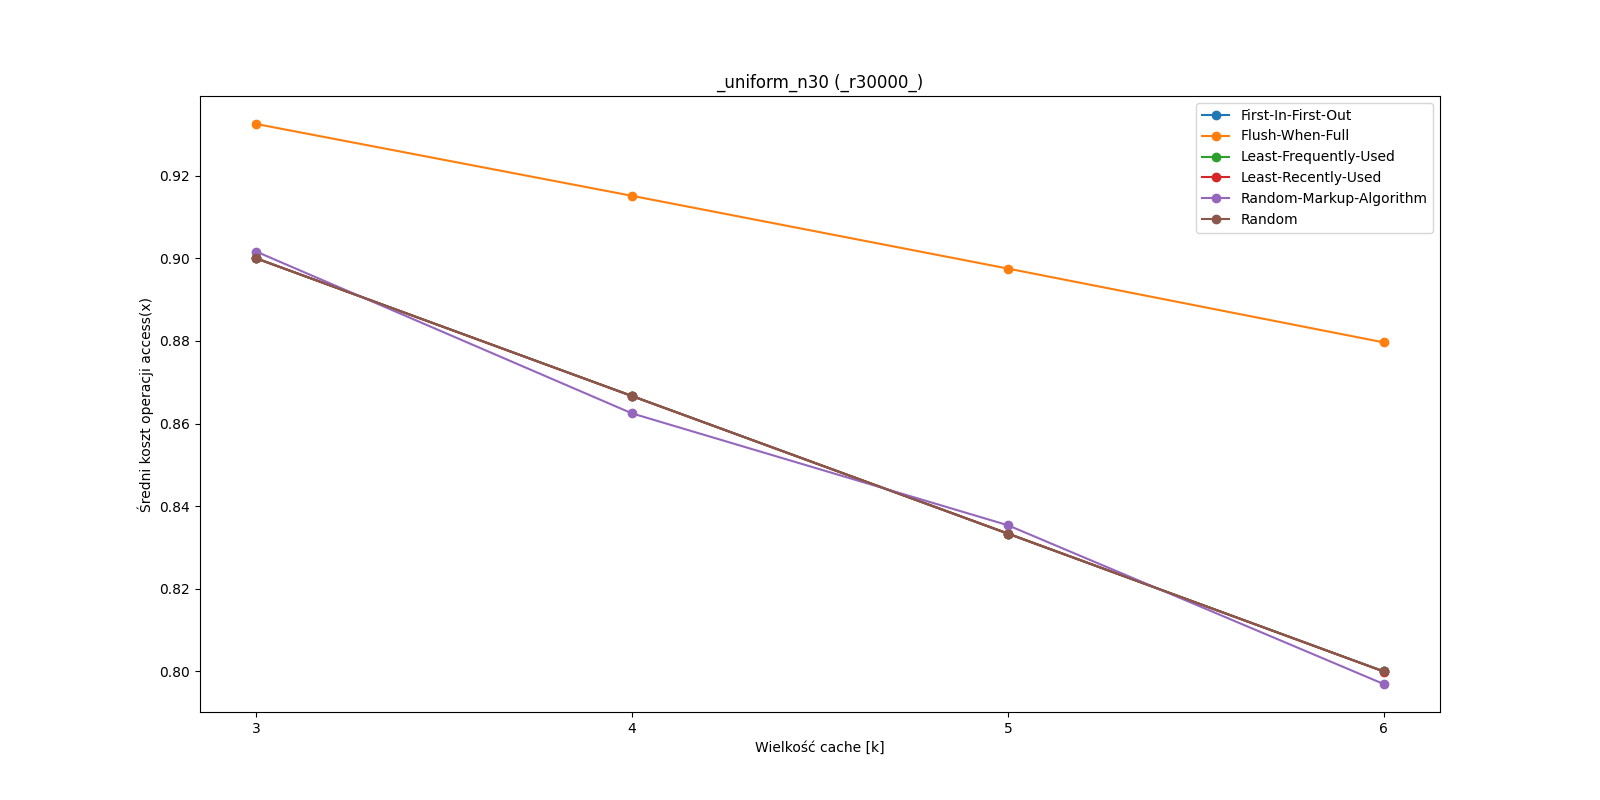 _uniform_n30 (_r30000_)
First-In-First-Out
Flush-When-Full
Least-Frequently-Used
Least-Recently-Used
Random-Markup-Algorithm
Random
0.92
0.90
0.88
0.86
0.84
0.82
0.80
Średni koszt operacji access(x)
3 4 5 6
Wielkość cache [k]